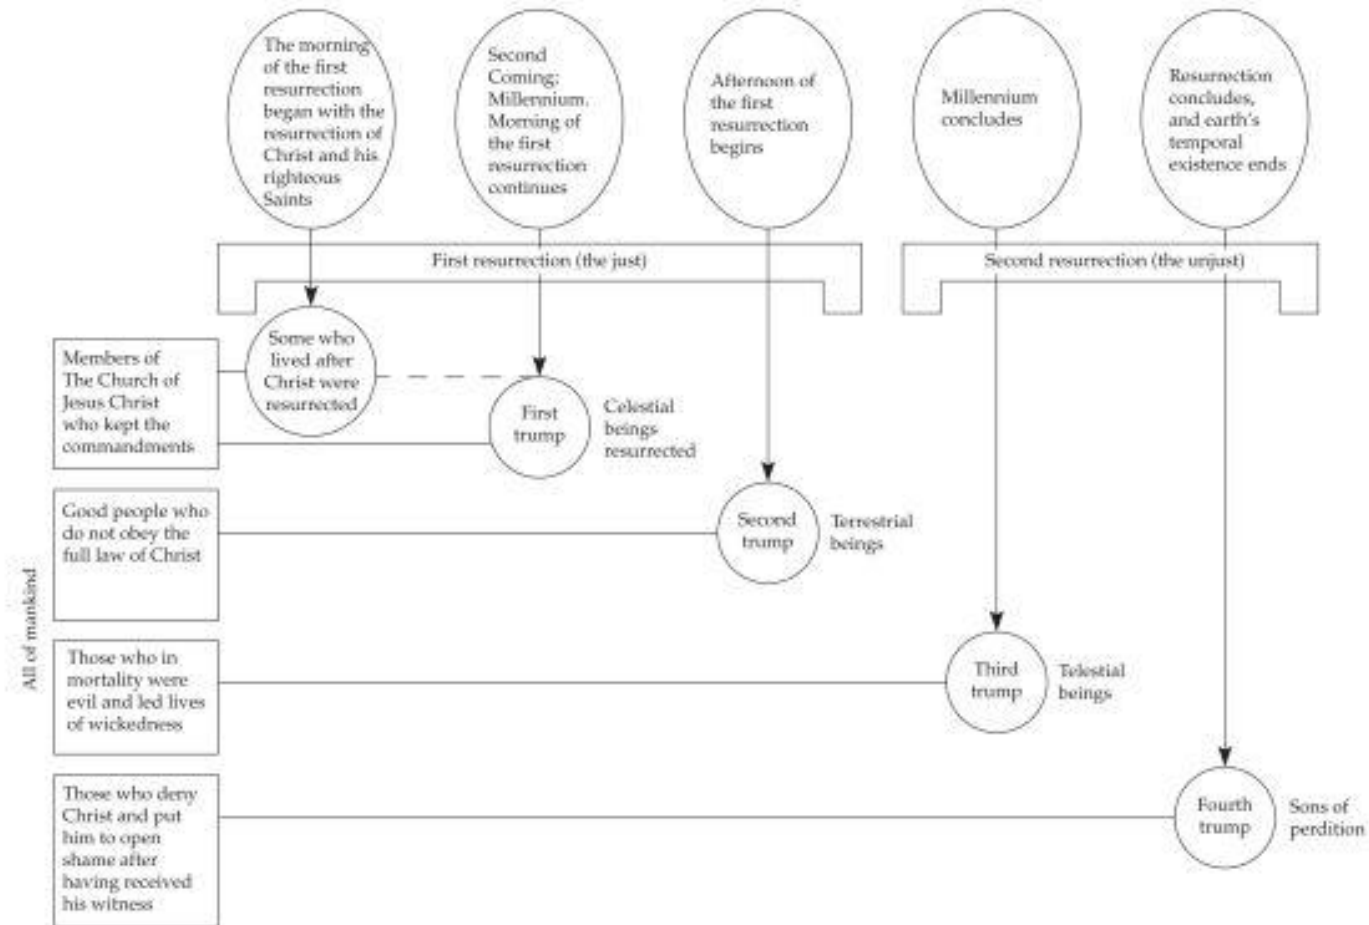 The morning
of the first
resurrection
began with the
resurrection of
Christ and his
righteous
Saints
Second
Coming;
Millennium.
Morning of
the first
resurrection
continues
Afternoon of
the first
resurrection
begins
Millennium
concludes
Resurrection
concludes,
and earth's
temporal
existence ends
First resurrection (the just)
Second resurrection (the unjust)
All of mankind
Members of
The Church of
Jesus Christ
who kept the
commandments
Some who
lived after
Christ were
resurrected
First
trump
Celestial
beings
resurrected
Good people who
do not obey the
full law of Christ
Second
trump
Terrestrial
beings
Those who in
mortality were
evil and led lives
of wickedness
Third
trump
Telestial
beings
Those who deny
Christ and put
him to open
shame after
having received
his witness
Fourth
trump
Sons of
perdition